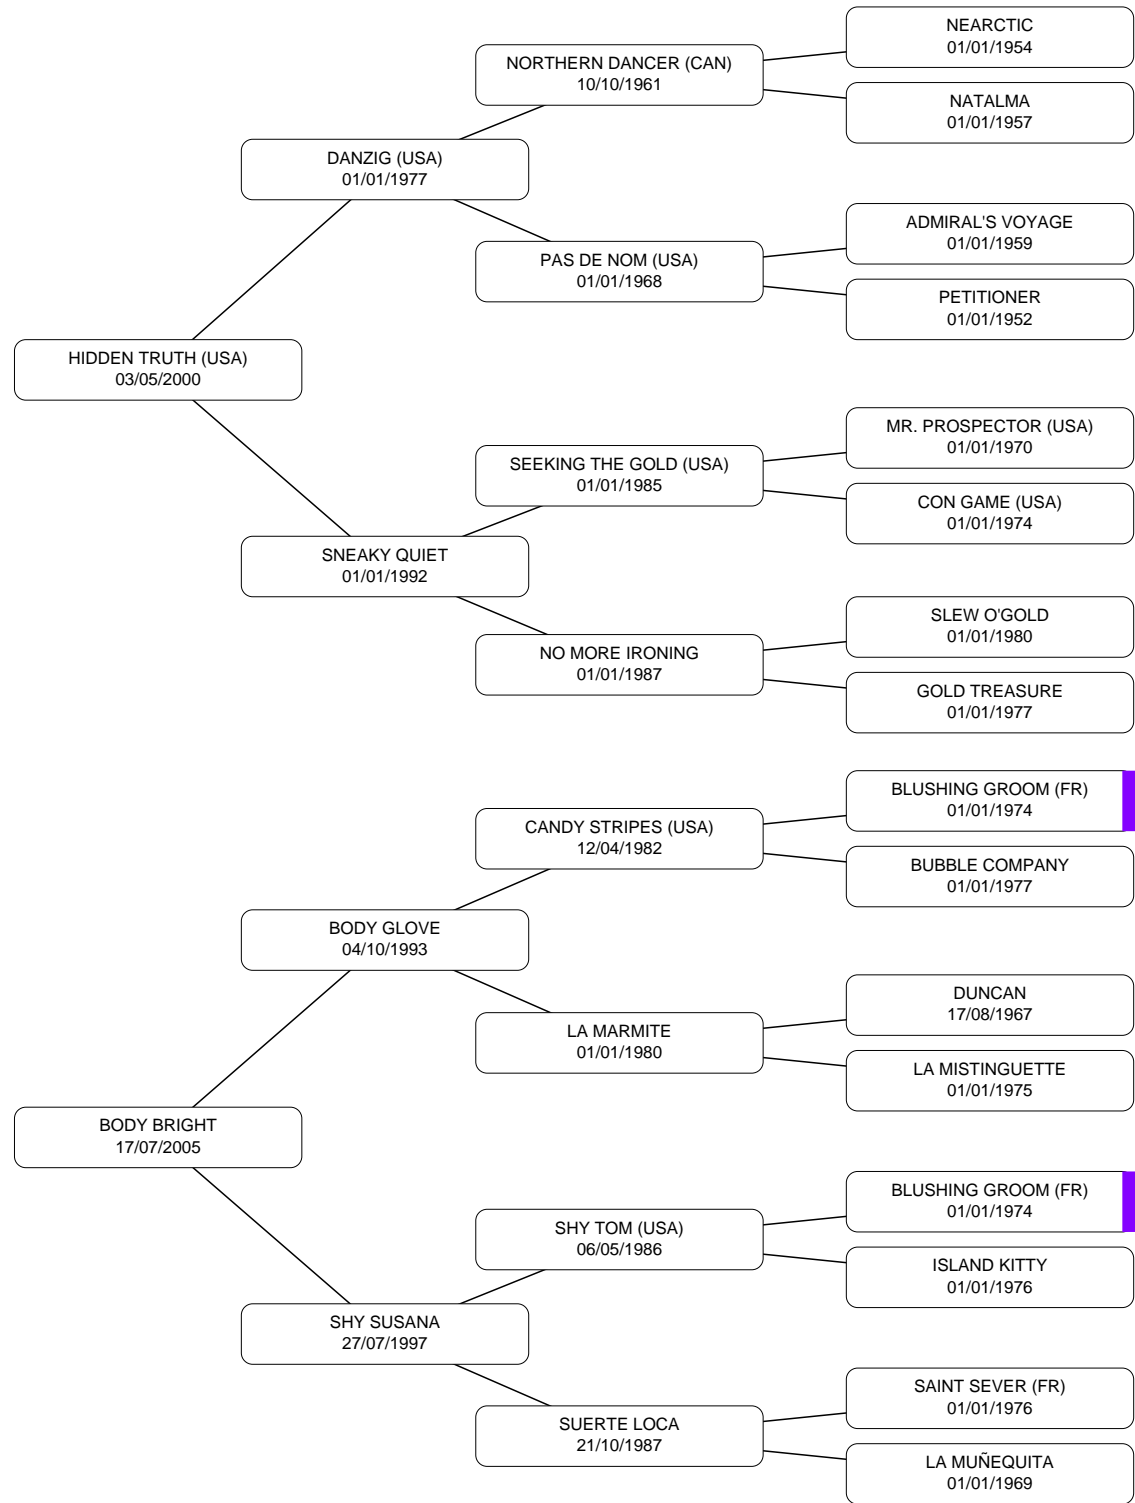 NEARCTIC
01/01/1954
NORTHERN DANCER (CAN)
10/10/1961
NATALMA
01/01/1957
DANZIG (USA)
01/01/1977
ADMIRAL'S VOYAGE
01/01/1959
PAS DE NOM (USA)
01/01/1968
PETITIONER
01/01/1952
HIDDEN TRUTH (USA)
03/05/2000
MR. PROSPECTOR (USA)
01/01/1970
SEEKING THE GOLD (USA)
01/01/1985
CON GAME (USA)
01/01/1974
SNEAKY QUIET
01/01/1992
SLEW O'GOLD
01/01/1980
NO MORE IRONING
01/01/1987
GOLD TREASURE
01/01/1977
BLUSHING GROOM (FR)
01/01/1974
CANDY STRIPES (USA)
12/04/1982
BUBBLE COMPANY
01/01/1977
BODY GLOVE
04/10/1993
DUNCAN
17/08/1967
LA MARMITE
01/01/1980
LA MISTINGUETTE
01/01/1975
BODY BRIGHT
17/07/2005
BLUSHING GROOM (FR)
01/01/1974
SHY TOM (USA)
06/05/1986
ISLAND KITTY
01/01/1976
SHY SUSANA
27/07/1997
SAINT SEVER (FR)
01/01/1976
SUERTE LOCA
21/10/1987
LA MUÑEQUITA
01/01/1969